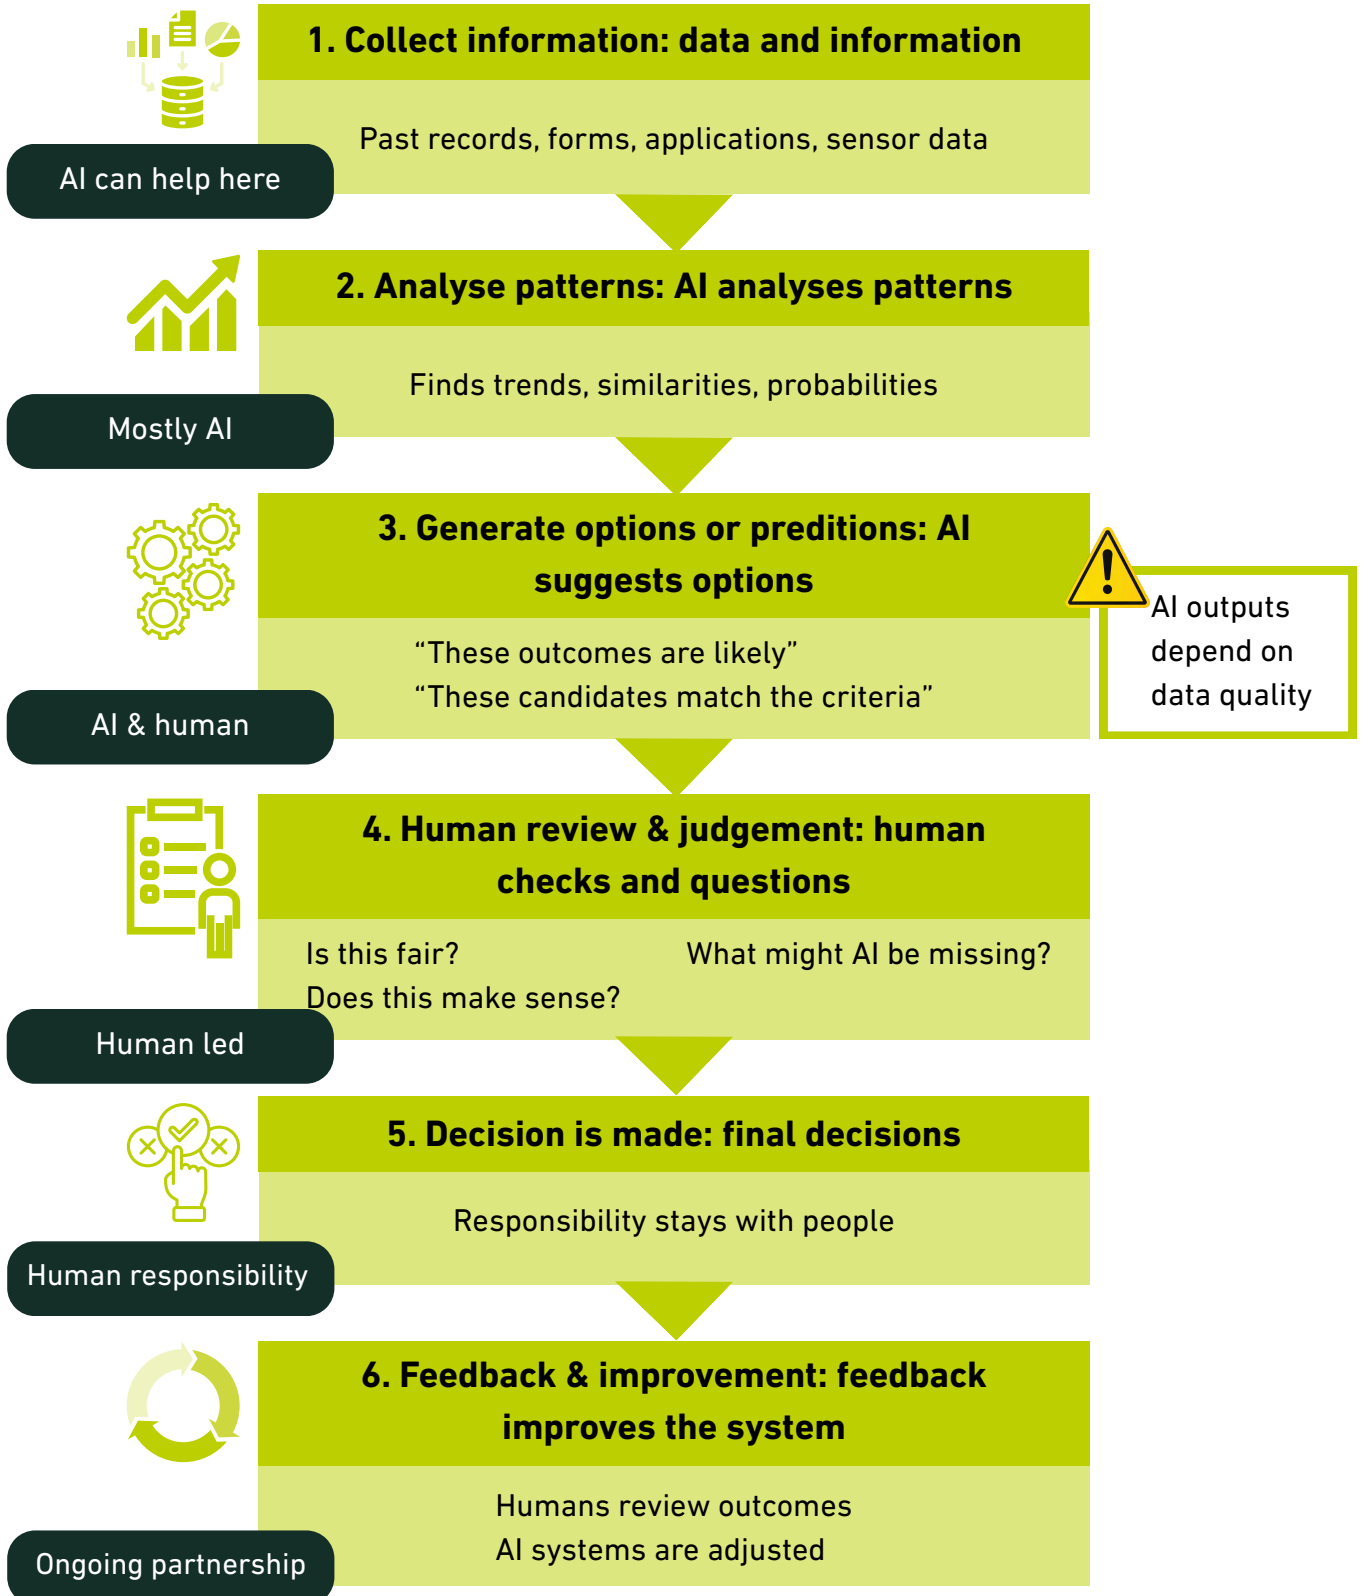 1. Collect information: data and information
Past records, forms, applications, sensor data
AI can help here
2. Analyse patterns: AI analyses patterns
Finds trends, similarities, probabilities
Mostly AI
3. Generate options or preditions: AI
suggests options
“These outcomes are likely”
“These candidates match the criteria”
AI & human
AI outputs
depend on
data quality
4. Human review & judgement: human
checks and questions
Is this fair?
What might AI be missing?
Does this make sense?
Human led
5. Decision is made: final decisions
Responsibility stays with people
Human responsibility
6. Feedback & improvement: feedback
improves the system
Humans review outcomes
AI systems are adjusted
Ongoing partnership